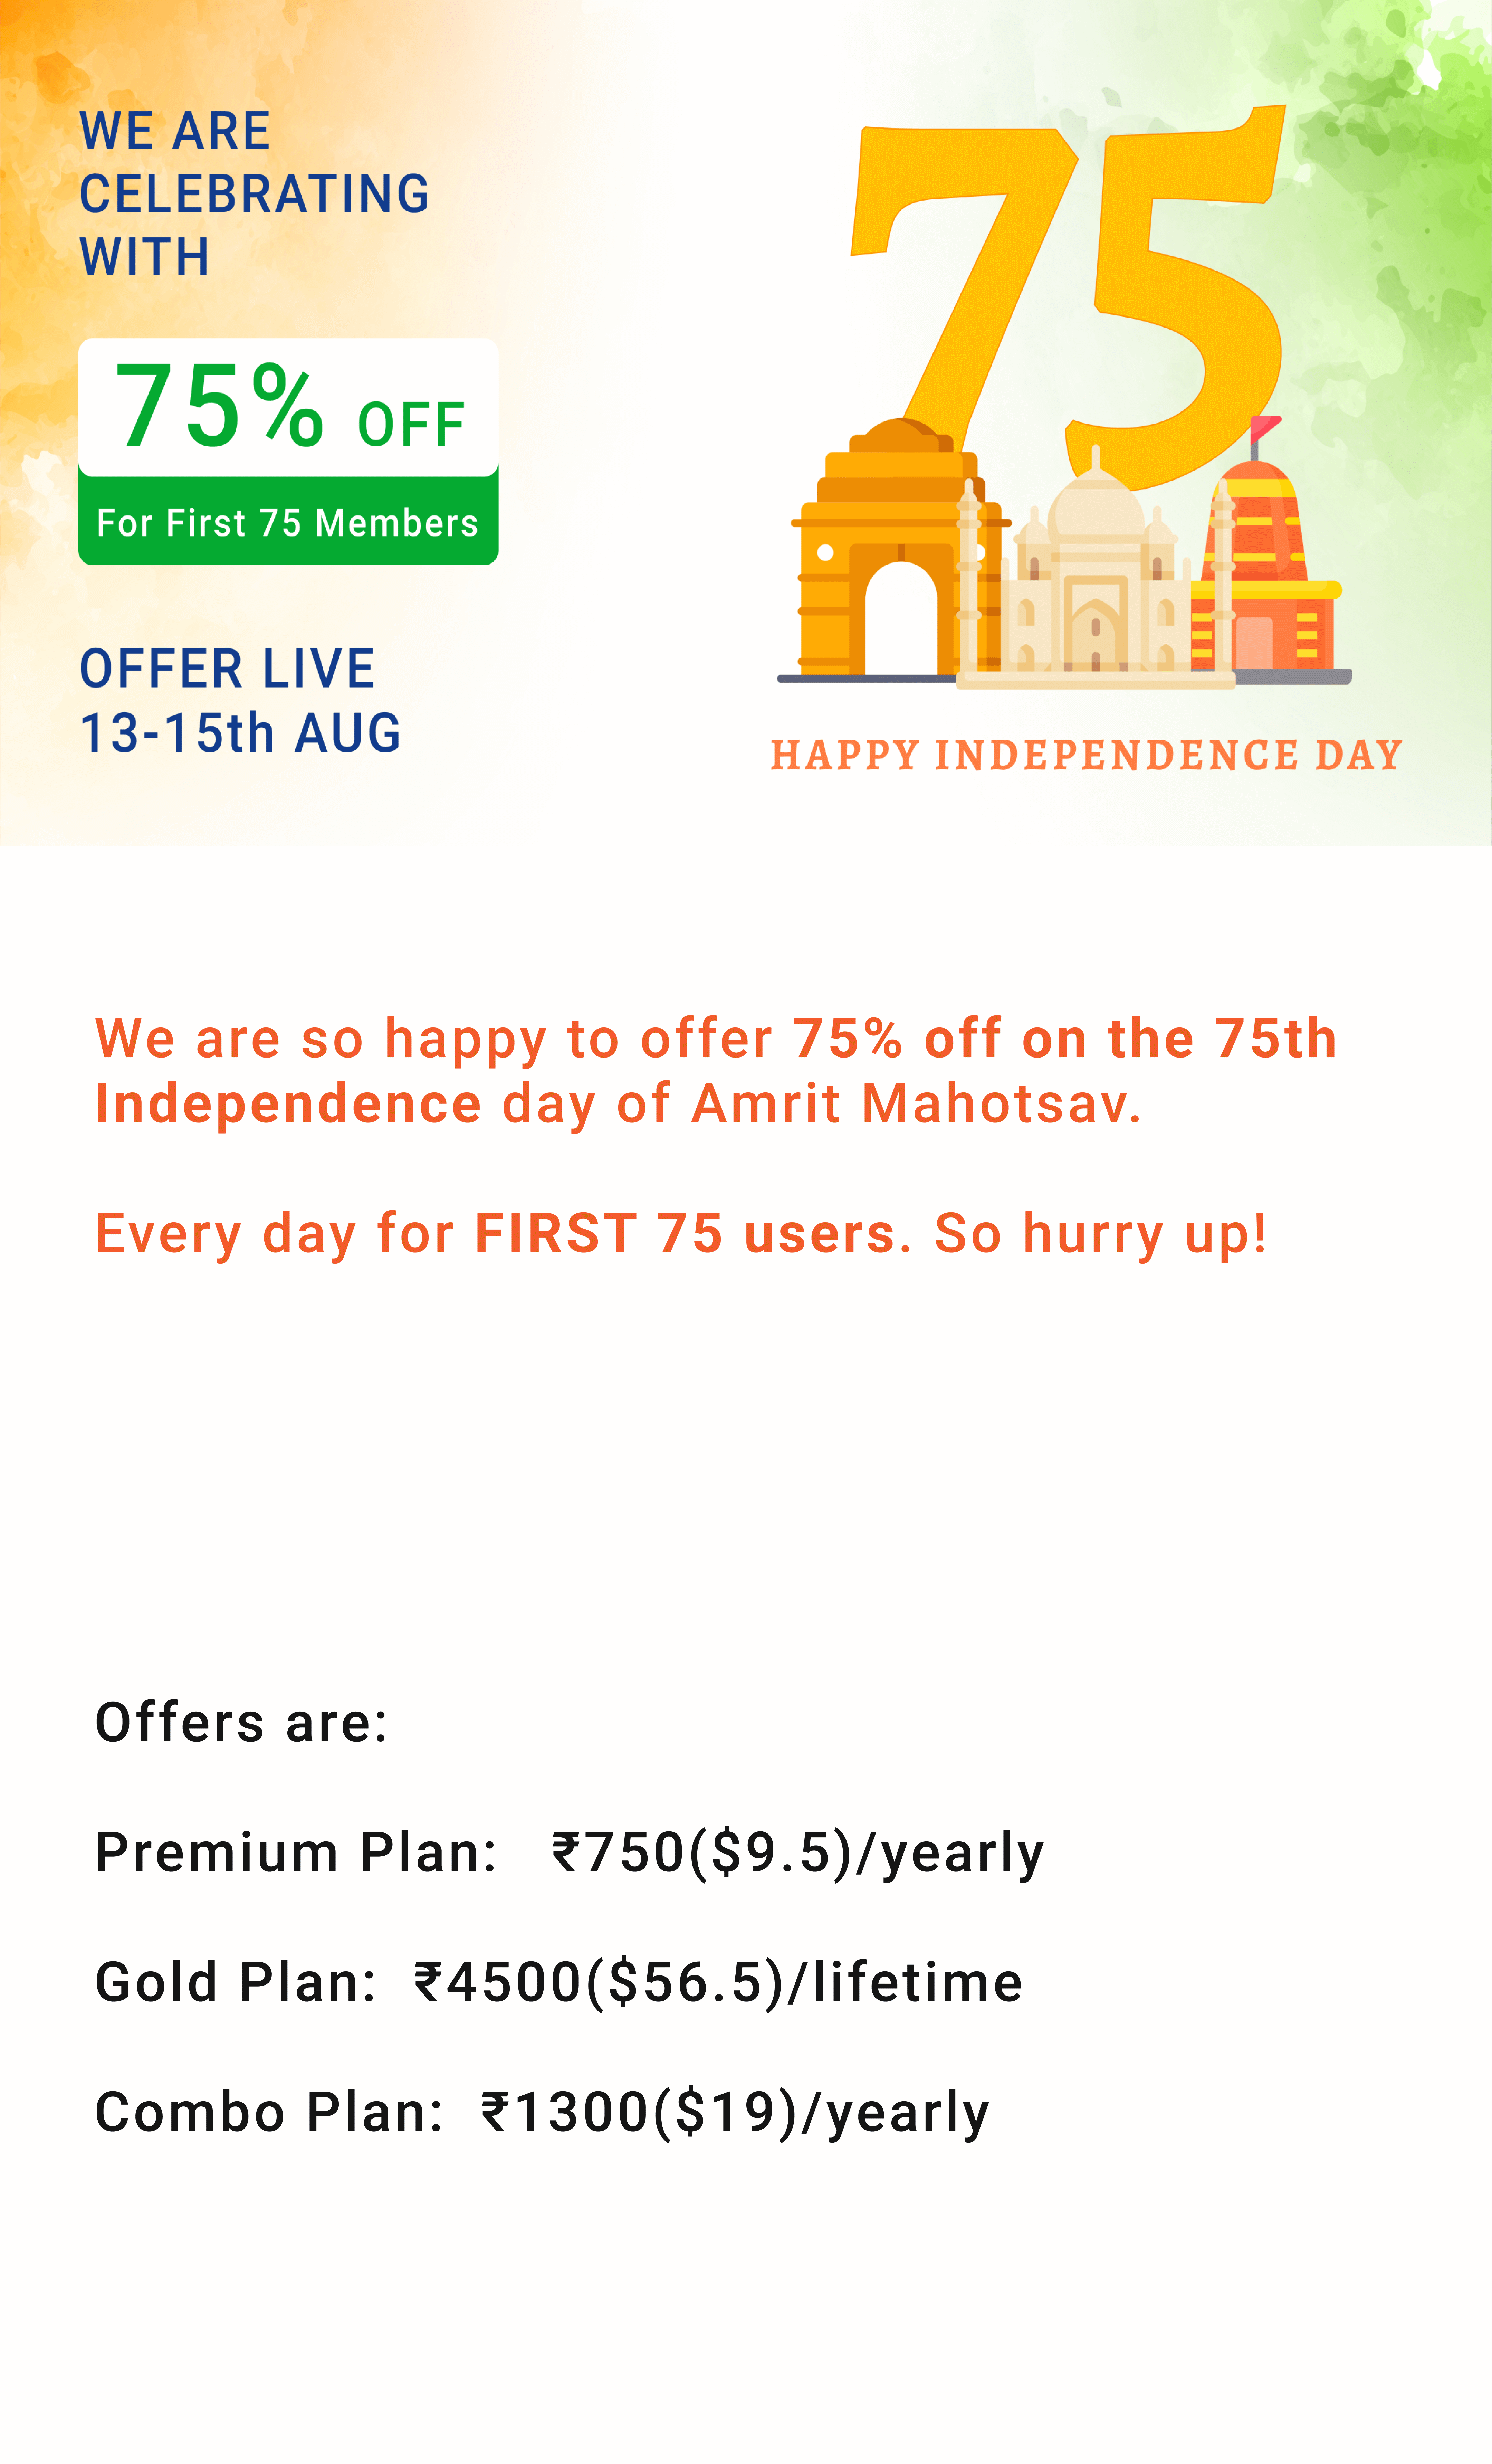 WE ARE
CELEBRATING
WITH
75% OFF
For First 75 Members
OFFER LIVE
13-15th AUG
75
HAPPY INDEPENDENCE DAY
We are so happy to offer 75% off on the 75th
Independence day of Amrit Mahotsav.
Every day for FIRST 75 users. So hurry up!
Offers are:
Premium Plan: ₹750($9.5)/yearly
Gold Plan: ₹4500($56.5)/lifetime
Combo Plan: ₹1300($19)/yearly